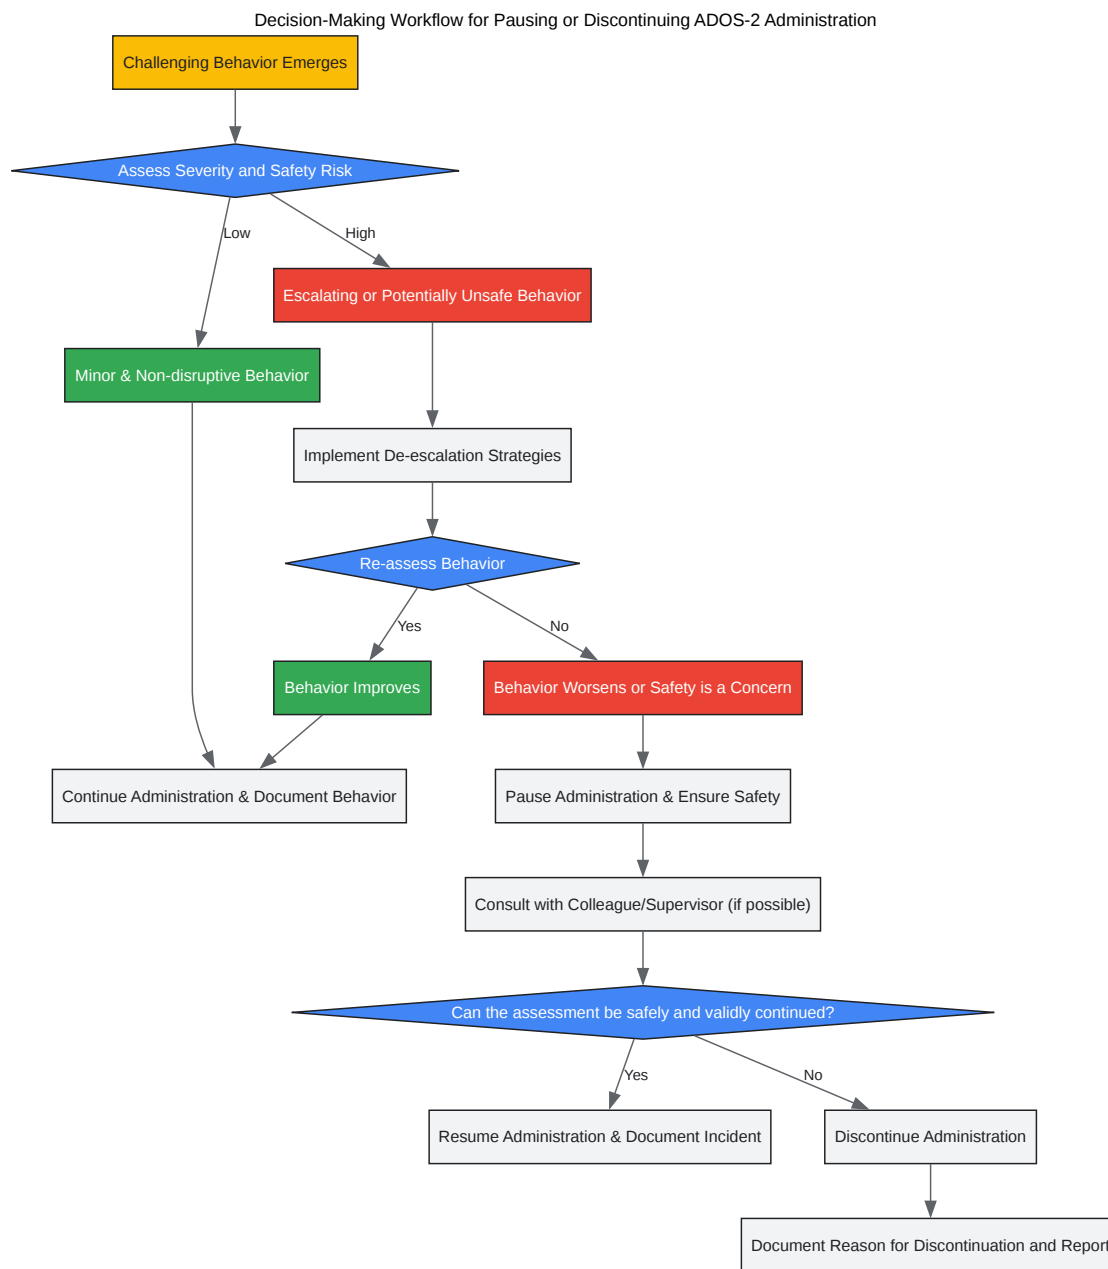 Decision-Making Workflow for Pausing or Discontinuing ADOS-2 Administration
Challenging Behavior Emerges
Assess Severity and Safety Risk
Low
High
Escalating or Potentially Unsafe Behavior
Minor & Non-disruptive Behavior
Implement De-escalation Strategies
Re-assess Behavior
Yes
No
Behavior Improves
Behavior Worsens or Safety is a Concern
Continue Administration & Document Behavior
Pause Administration & Ensure Safety
Consult with Colleague/Supervisor (if possible)
Can the assessment be safely and validly continued?
Yes
No
Resume Administration & Document Incident
Discontinue Administration
Document Reason for Discontinuation and Report